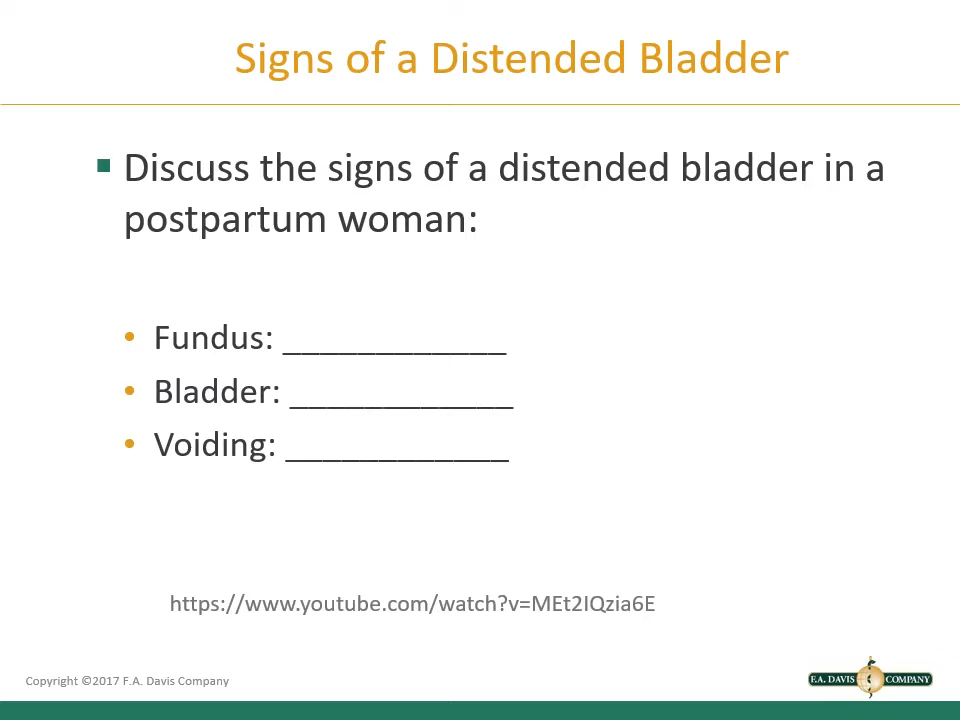 Signs of a Distended Bladder
▪ Discuss the signs of a distended bladder in a
postpartum woman:
• Fundus: ____________
• Bladder: ____________
• Voiding: ____________
https://www.youtube.com/watch?v=MEt2IQzia6E
Copyright ©2017 F.A. Davis Company
F.A. DAVIS COMPANY